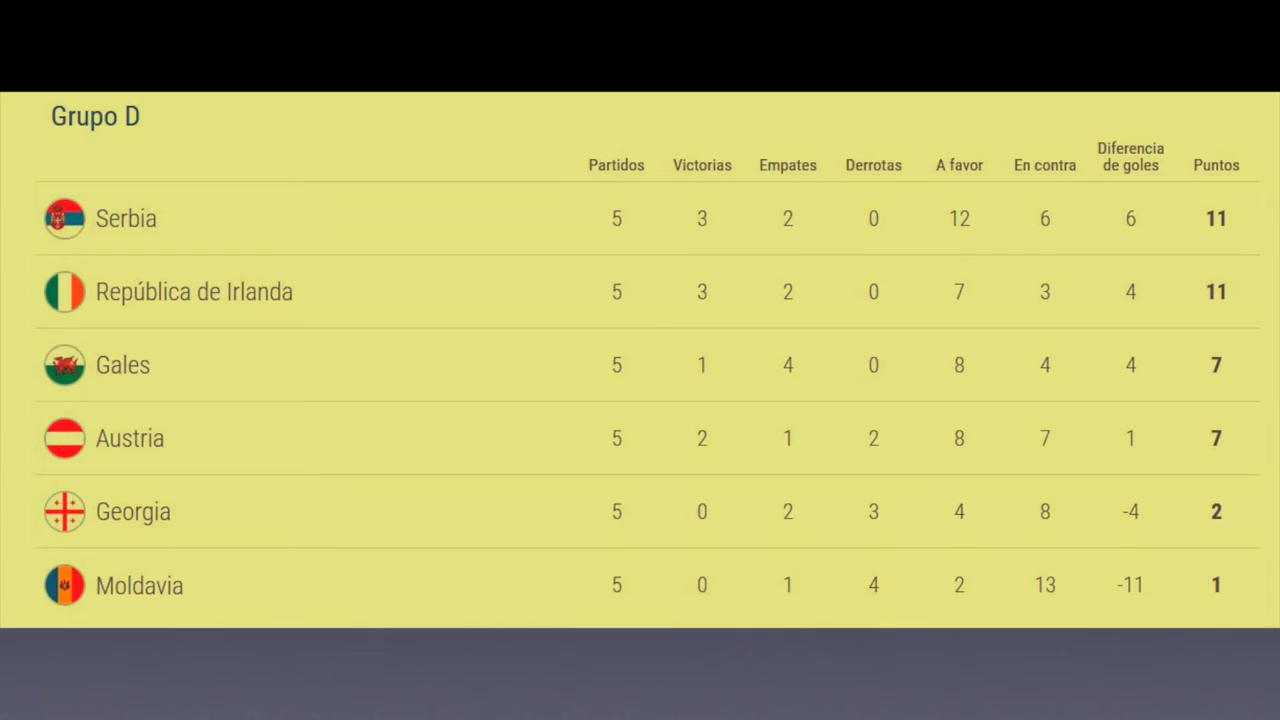 Grupo D
Partidos Victorias Empates Derrotas A favor En contra Diferencia de goles Puntos
Serbia 5 3 2 0 12 6 6 11
República de Irlanda 5 3 2 0 7 3 4 11
Gales 5 1 4 0 8 4 4 7
Austria 5 2 1 2 8 7 1 7
Georgia 5 0 2 3 4 8 -4 2
Moldavia 5 0 1 4 2 13 -11 1